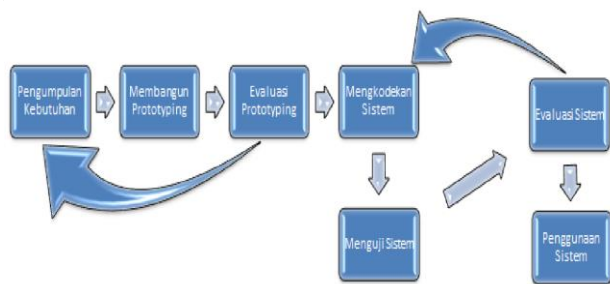 Pengumpulan
Kebutuhan
Membangun
Prototyping
Evaluasi
Prototyping
Mengkodekan
Sistem
Menguji Sistem
Evaluasi Sistem
Penggunaan
Sistem